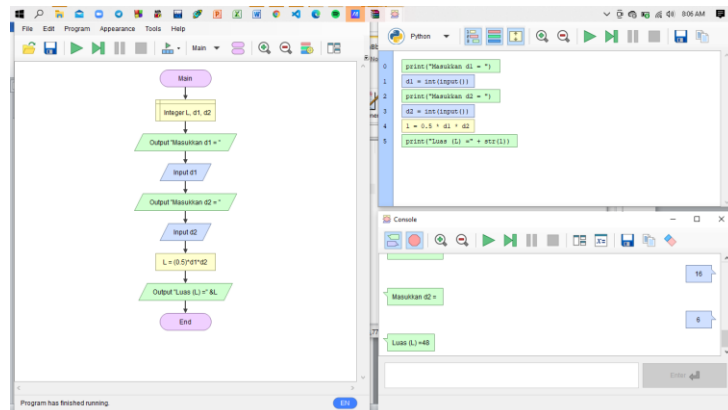 8:06 AM
File Edit Program Appearance Tools Help
Main
Main
Integer L, d1, d2
Output "Masukkan d1 = "
Input d1
Output "Masukkan d2 = "
Input d2
L = (0.5)*d1*d2
Output "Luas (L) =" &L
End
Program has finished running.
EN
Python
0 print("Masukkan d1 = ")
1 d1 = int(input())
2 print("Masukkan d2 = ")
3 d2 = int(input())
4 l = 0.5 * d1 * d2
5 print("Luas (L) =" + str(l))
Console
16
Masukkan d2 =
6
Luas (L) =48
Enter